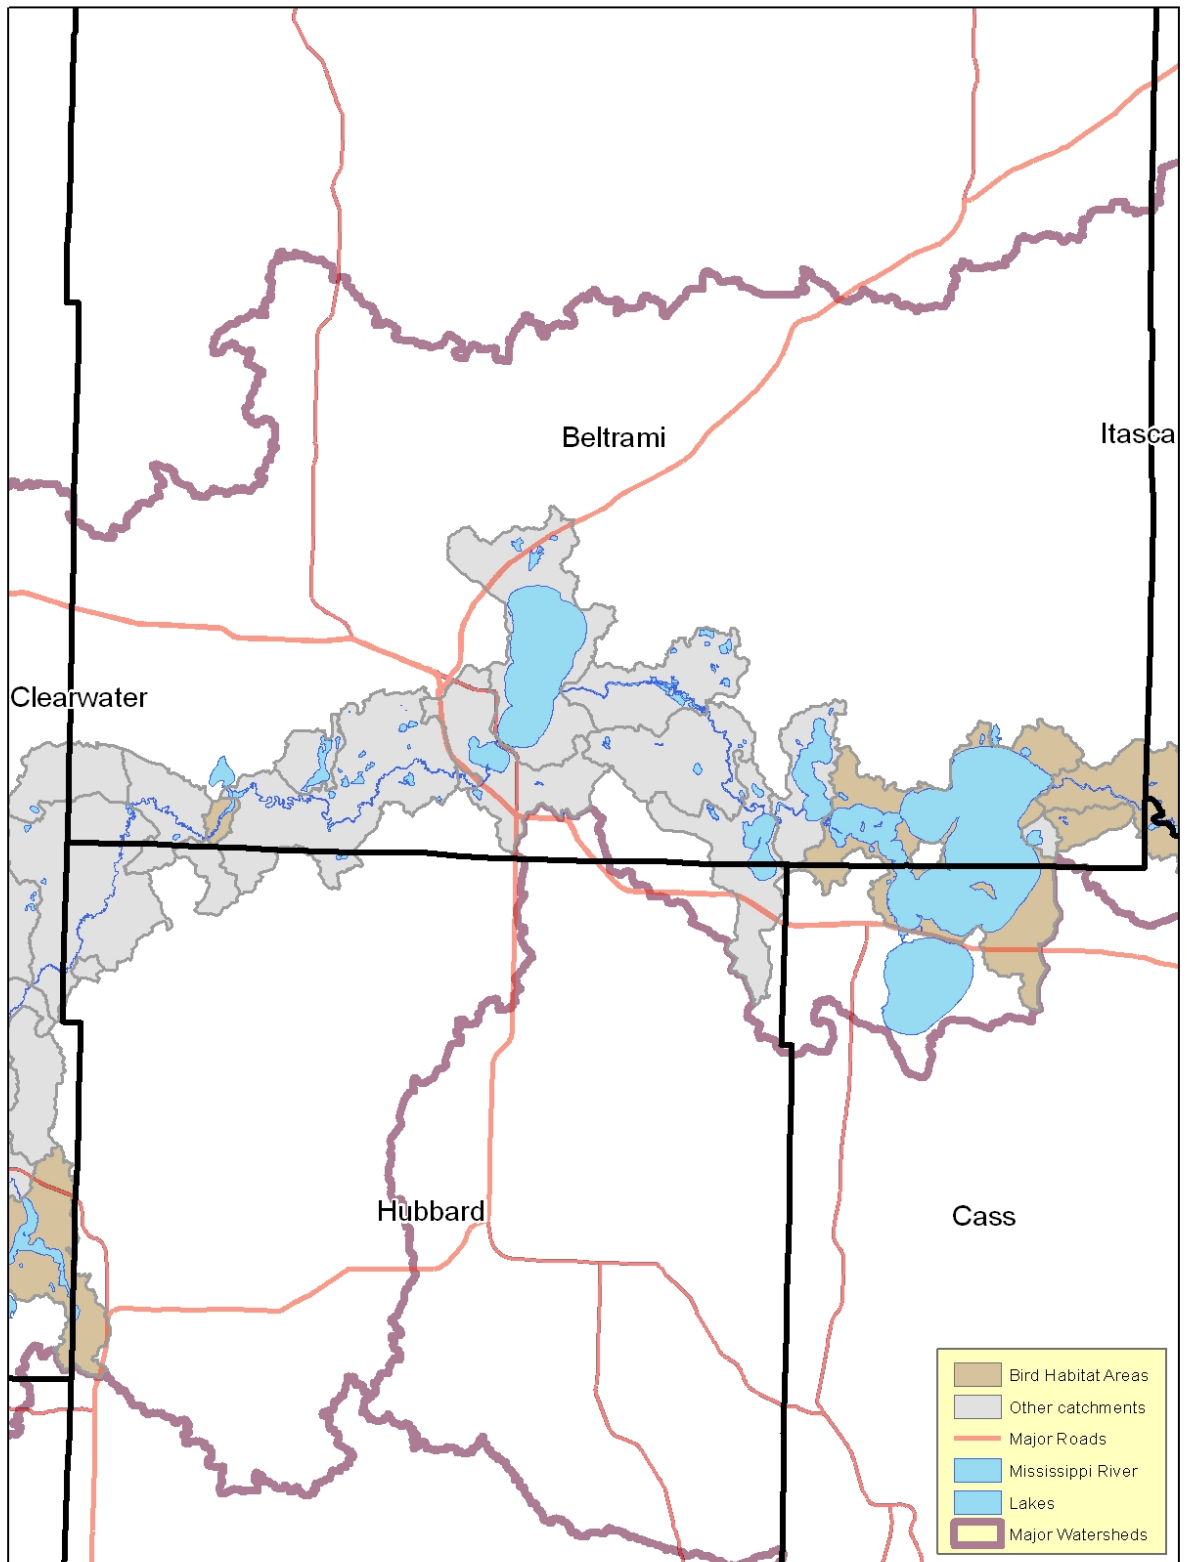 Beltrami
Itasca
Clearwater
Hubbard
Cass
Bird Habitat Areas
Other catchments
Major Roads
Mississippi River
Lakes
Major Watersheds